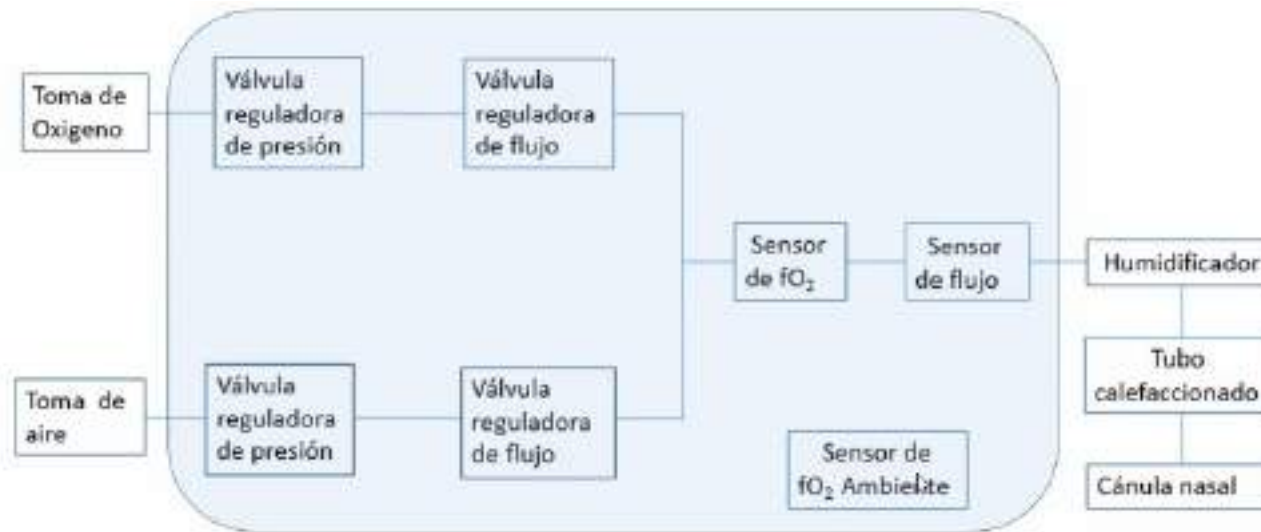 Toma de
Oxigeno
Válvula
reguladora
de presión
Válvula
reguladora
de flujo
Sensor
de fO₂
Sensor
de flujo
Humidificador
Tubo
calefaccionado
Cánula nasal
Toma de
aire
Válvula
reguladora
de presión
Válvula
reguladora
de flujo
Sensor de
fO₂ Ambiente